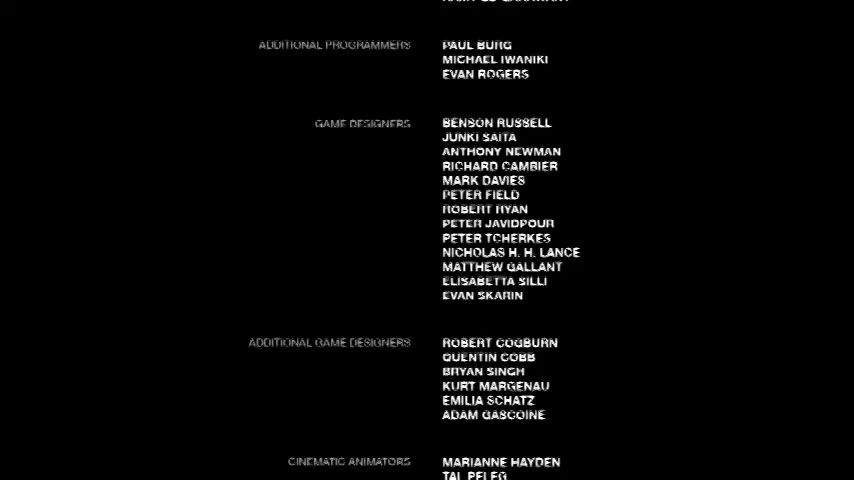 ADDITIONAL PROGRAMMERS PAUL BURG
MICHAEL IWANIKI
EVAN ROGERS
GAME DESIGNERS BENSON RUSSELL
JUNKI SAITA
ANTHONY NEWMAN
RICHARD CAMBIER
MARK DAVIES
PETER FIELD
ROBERT RYAN
PETER JAVIDPOUR
PETER TCHERKES
NICHOLAS H. H. LANCE
MATTHEW GALLANT
ELISABETTA SILLI
EVAN SKARIN
ADDITIONAL GAME DESIGNERS ROBERT COGBURN
QUENTIN COBB
BRYAN SINGH
KURT MARGENAU
EMILIA SCHATZ
ADAM GASCOINE
CINEMATIC ANIMATORS MARIANNE HAYDEN
TAL PELEG